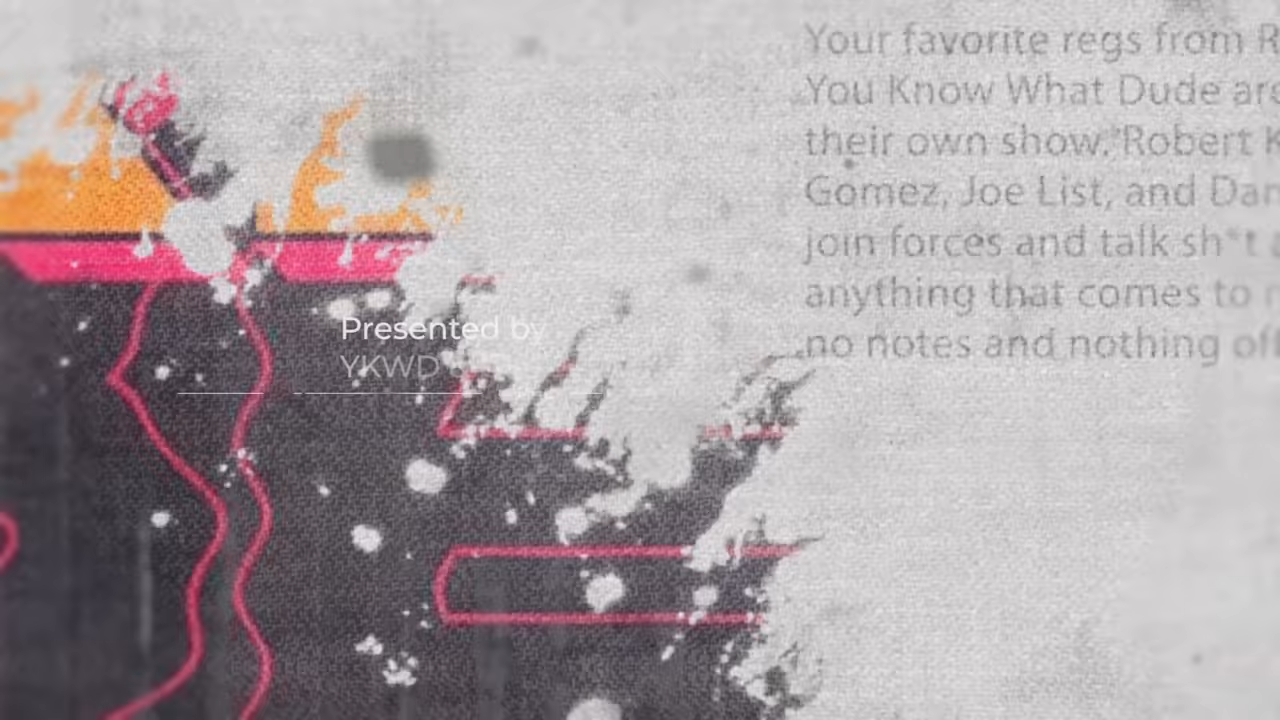 Your favorite regs from R
You Know What Dude are
their own show. Robert K
Gomez, Joe List, and Dan
join forces and talk sh*t a
anything that comes to
no notes and nothing off
Presented by
YKWD